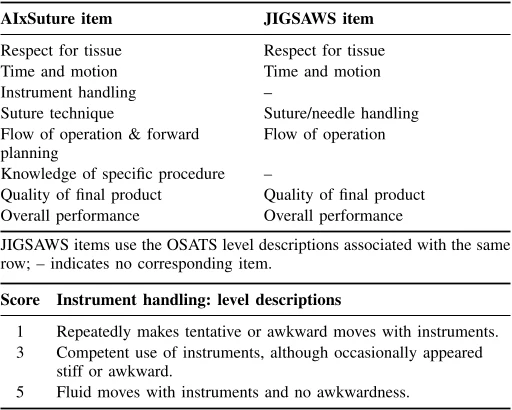 AIxSuture item JIGSAWS item
Respect for tissue Respect for tissue
Time and motion Time and motion
Instrument handling –
Suture technique Suture/needle handling
Flow of operation & forward Flow of operation
planning
Knowledge of specific procedure –
Quality of final product Quality of final product
Overall performance Overall performance
JIGSAWS items use the OSATS level descriptions associated with the same
row; – indicates no corresponding item.
Score Instrument handling: level descriptions
1 Repeatedly makes tentative or awkward moves with instruments.
3 Competent use of instruments, although occasionally appeared
stiff or awkward.
5 Fluid moves with instruments and no awkwardness.